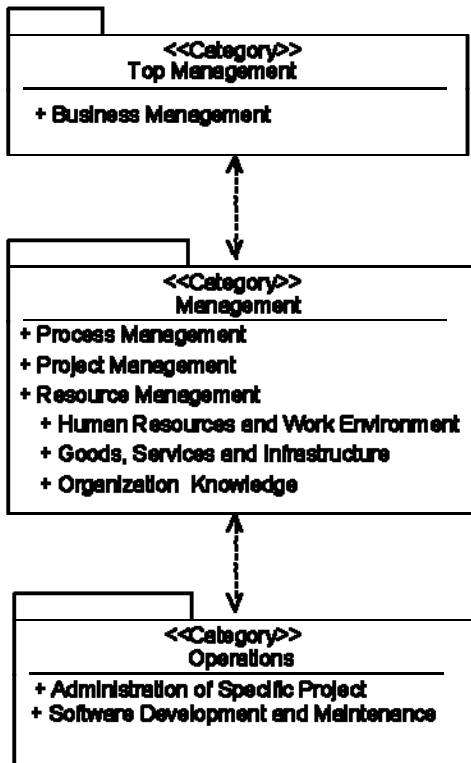 <<Category>>
Top Management
+ Business Management
<<Category>>
Management
+ Process Management
+ Project Management
+ Resource Management
+ Human Resources and Work Environment
+ Goods, Services and Infrastructure
+ Organization Knowledge
<<Category>>
Operations
+ Administration of Specific Project
+ Software Development and Maintenance